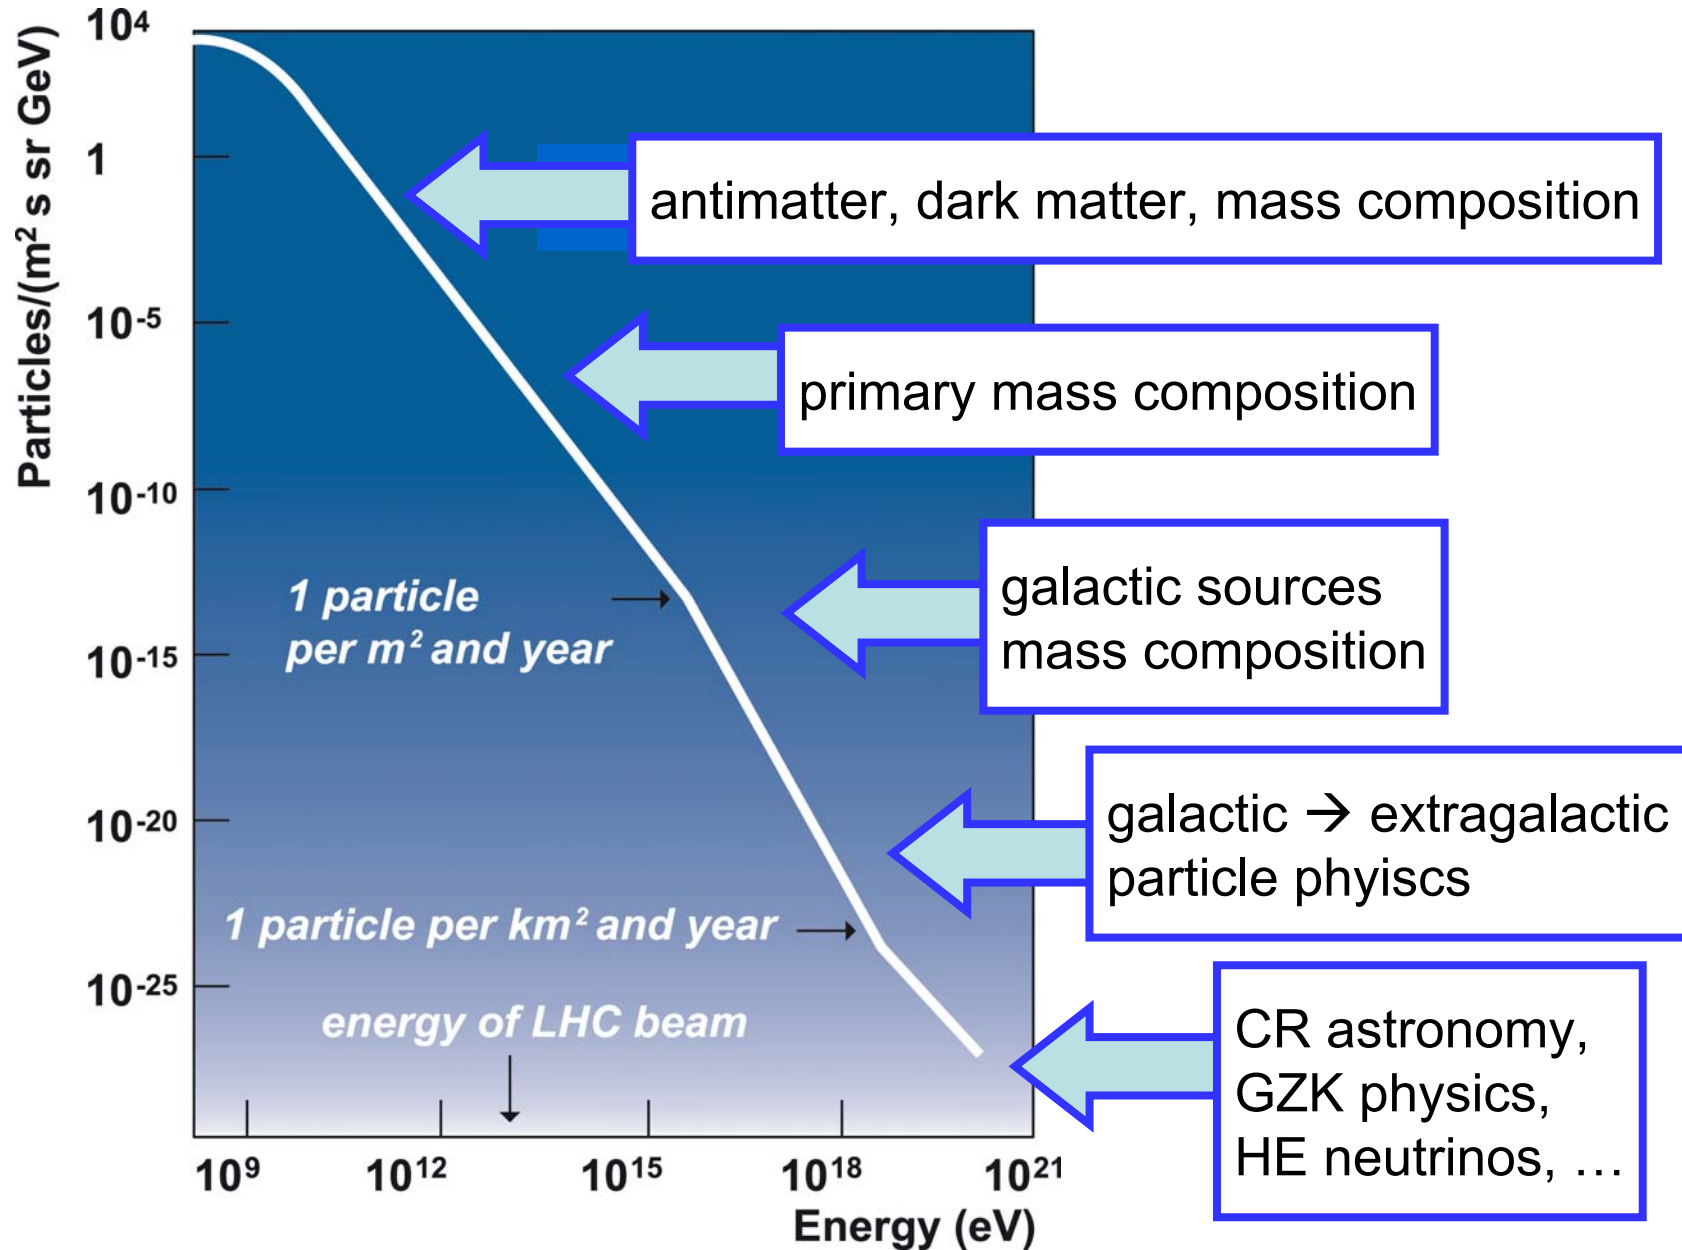 Particles/(m² s sr GeV)
10⁴
1
10⁻⁵
10⁻¹⁰
10⁻¹⁵
10⁻²⁰
10⁻²⁵
antimatter, dark matter, mass composition
primary mass composition
galactic sources
mass composition
galactic → extragalactic
particle phyiscs
CR astronomy,
GZK physics,
HE neutrinos, …
1 particle
per m² and year
1 particle per km² and year
energy of LHC beam
10⁹
10¹²
10¹⁵
10¹⁸
10²¹
Energy (eV)